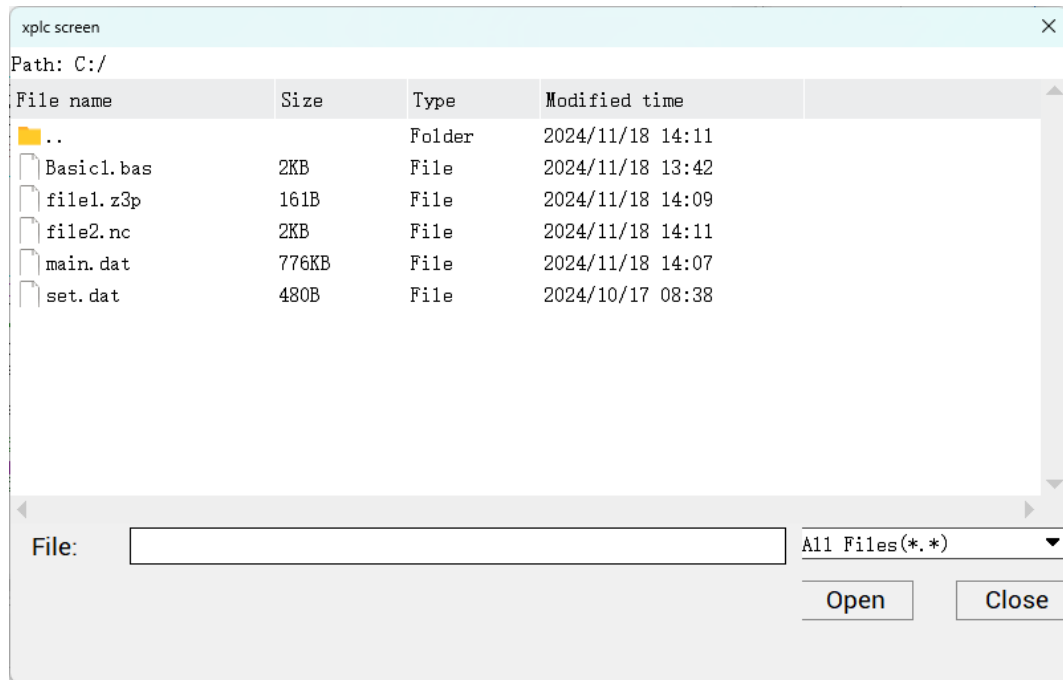 xplc screen
Path: C:/
File name Size Type Modified time
.. Folder 2024/11/18 14:11
Basic1.bas 2KB File 2024/11/18 13:42
file1.z3p 161B File 2024/11/18 14:09
file2.nc 2KB File 2024/11/18 14:11
main.dat 776KB File 2024/11/18 14:07
set.dat 480B File 2024/10/17 08:38
File: All Files(*.*)
Open Close